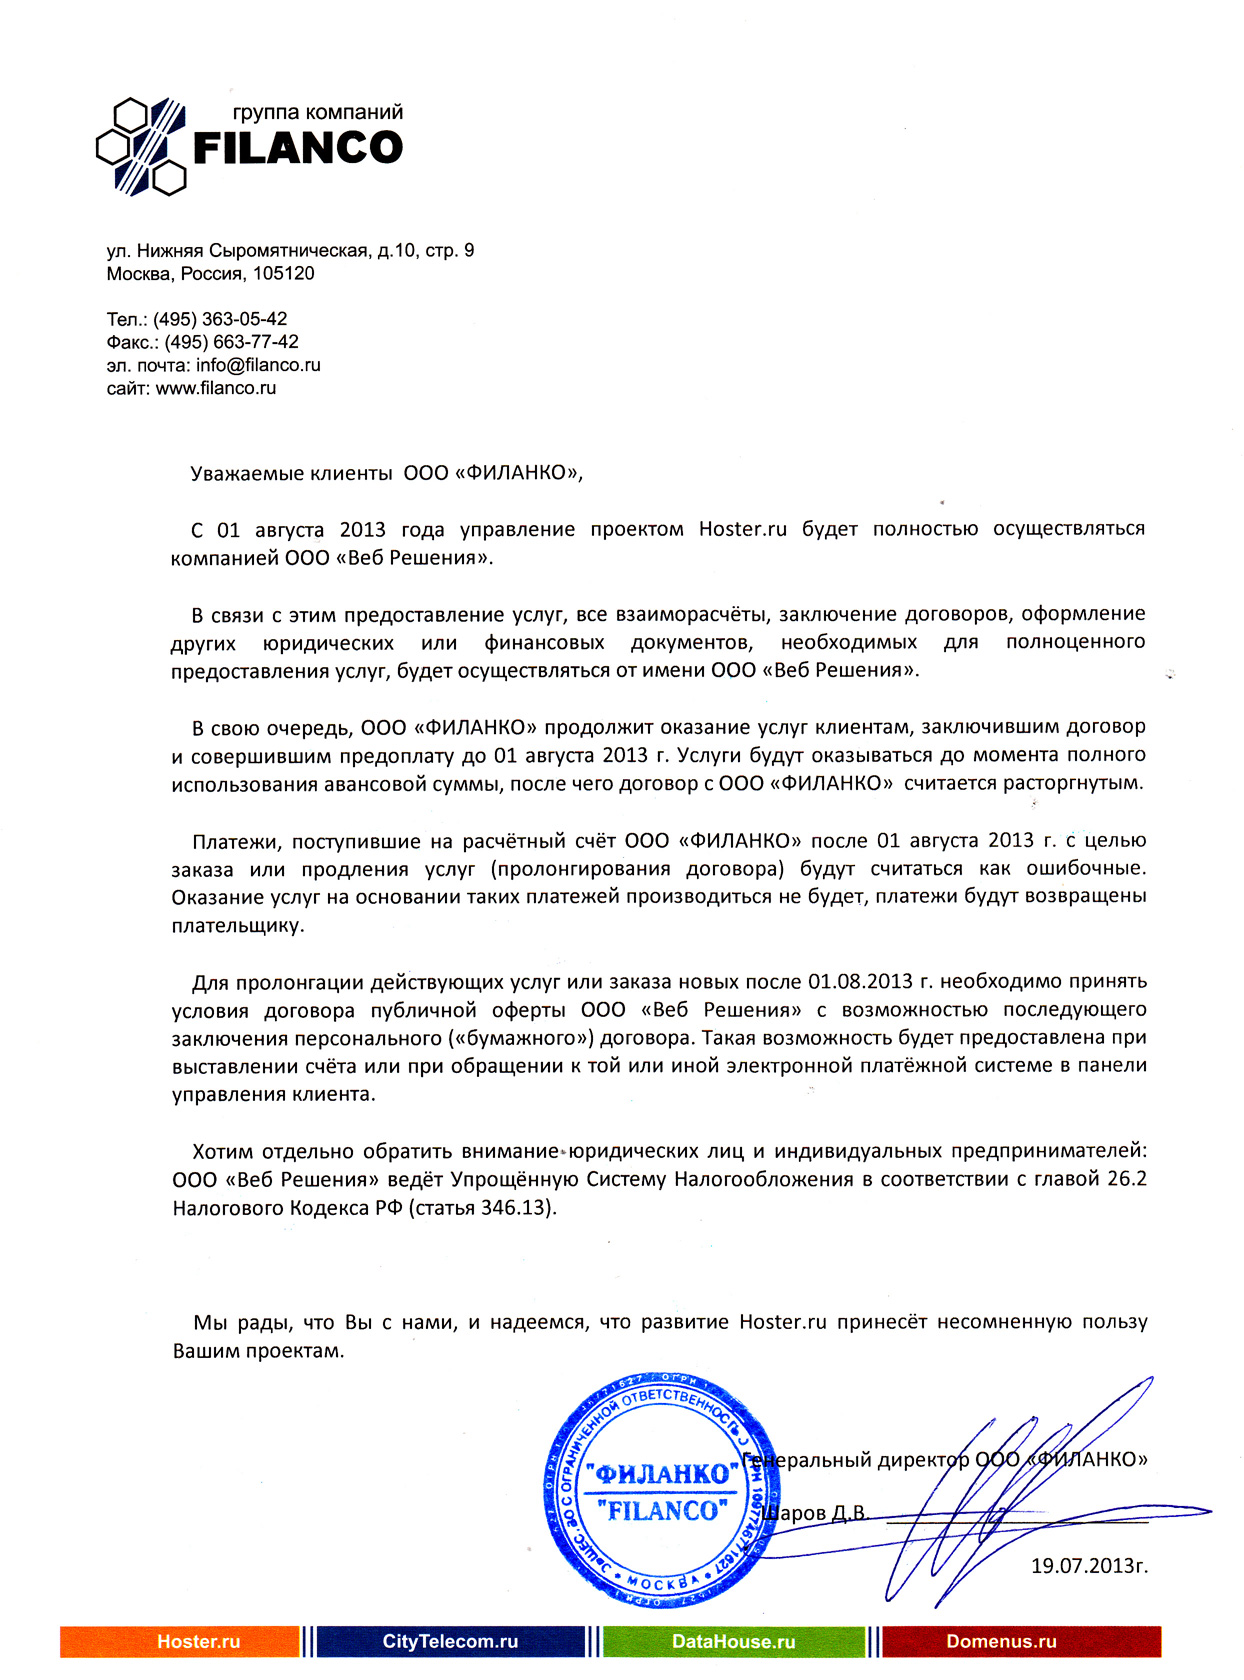 группа компаний
FILANCO
ул. Нижняя Сыромятническая, д.10, стр. 9
Москва, Россия, 105120
Тел.: (495) 363-05-42
Факс.: (495) 663-77-42
эл. почта: info@filanco.ru
сайт: www.filanco.ru
Уважаемые клиенты ООО «ФИЛАНКО»,
С 01 августа 2013 года управление проектом Hoster.ru будет полностью осуществляться
компанией ООО «Веб Решения».
В связи с этим предоставление услуг, все взаиморасчёты, заключение договоров, оформление
других юридических или финансовых документов, необходимых для полноценного
предоставления услуг, будет осуществляться от имени ООО «Веб Решения».
В свою очередь, ООО «ФИЛАНКО» продолжит оказание услуг клиентам, заключившим договор
и совершившим предоплату до 01 августа 2013 г. Услуги будут оказываться до момента полного
использования авансовой суммы, после чего договор с ООО «ФИЛАНКО» считается расторгнутым.
Платежи, поступившие на расчётный счёт ООО «ФИЛАНКО» после 01 августа 2013 г. с целью
заказа или продления услуг (пролонгирования договора) будут считаться как ошибочные.
Оказание услуг на основании таких платежей производиться не будет, платежи будут возвращены
плательщику.
Для пролонгации действующих услуг или заказа новых после 01.08.2013 г. необходимо принять
условия договора публичной оферты ООО «Веб Решения» с возможностью последующего
заключения персонального («бумажного») договора. Такая возможность будет предоставлена при
выставлении счёта или при обращении к той или иной электронной платёжной системе в панели
управления клиента.
Хотим отдельно обратить внимание юридических лиц и индивидуальных предпринимателей:
ООО «Веб Решения» ведёт Упрощённую Систему Налогообложения в соответствии с главой 26.2
Налогового Кодекса РФ (статья 346.13).
Мы рады, что Вы с нами, и надеемся, что развитие Hoster.ru принесёт несомненную пользу
Вашим проектам.
С ОГРАНИЧЕННОЙ ОТВЕТСТВЕННОСТЬЮ
"ФИЛАНКО"
"FILANCO"
* МОСКВА *
Генеральный директор ООО «ФИЛАНКО»
Шаров Д.В.
19.07.2013г.
Hoster.ru
CityTelecom.ru
DataHouse.ru
Domenus.ru